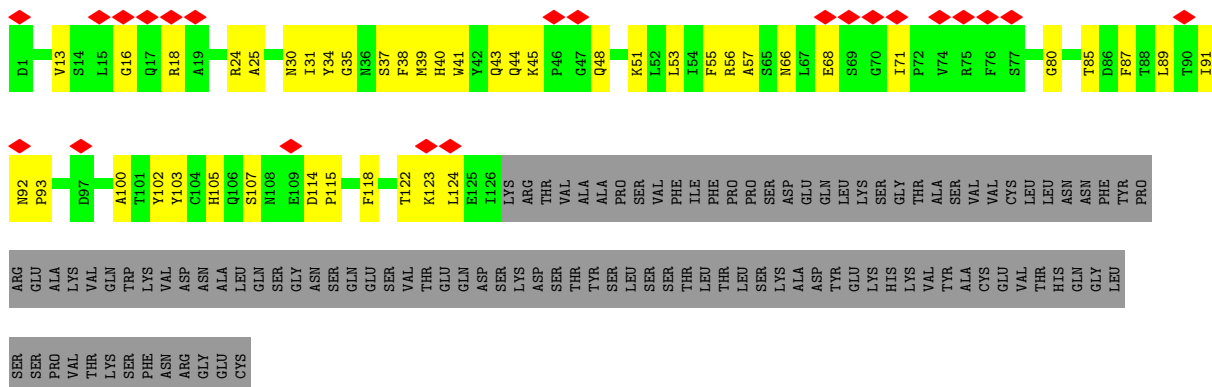 D1 V13 S14 L15 G16 Q17 R18 A19 R24 A25 N30 I31 Y34 G35 N36 S37 F38 M39 H40 W41 Y42 Q43 Q44 K45 P46 G47 Q48 K51 L52 L53 I54 F55 R56 A57 S65 N66 L67 E68 S69 G70 I71 P72 V74 R75 F76 S77 G80 T85 D86 F87 T88 L89 T90 I91
N92 P93 D97 A100 T101 Y102 Y103 C104 H105 Q106 S107 N108 E109 D114 P115 F118 T122 K123 L124 E125 I126 LYS ARG THR VAL ALA ALA PRO SER VAL PHE ILE PHE PRO PRO SER ASP GLU GLN LEU LYS SER GLY THR ALA SER VAL VAL CYS LEU LEU ASN ASN PHE TYR PRO
ARG GLU ALA LYS VAL GLN TRP LYS VAL ASP ASN ALA LEU GLN SER GLY ASN SER GLN GLU SER VAL THR GLU GLN ASP SER LYS ASP SER THR TYR SER LEU SER SER THR LEU THR LEU SER LYS ALA ASP TYR GLU LYS HIS LYS VAL TYR ALA CYS GLU VAL THR HIS GLN GLY LEU
SER SER PRO VAL THR LYS SER PHE ASN ARG GLY GLU CYS